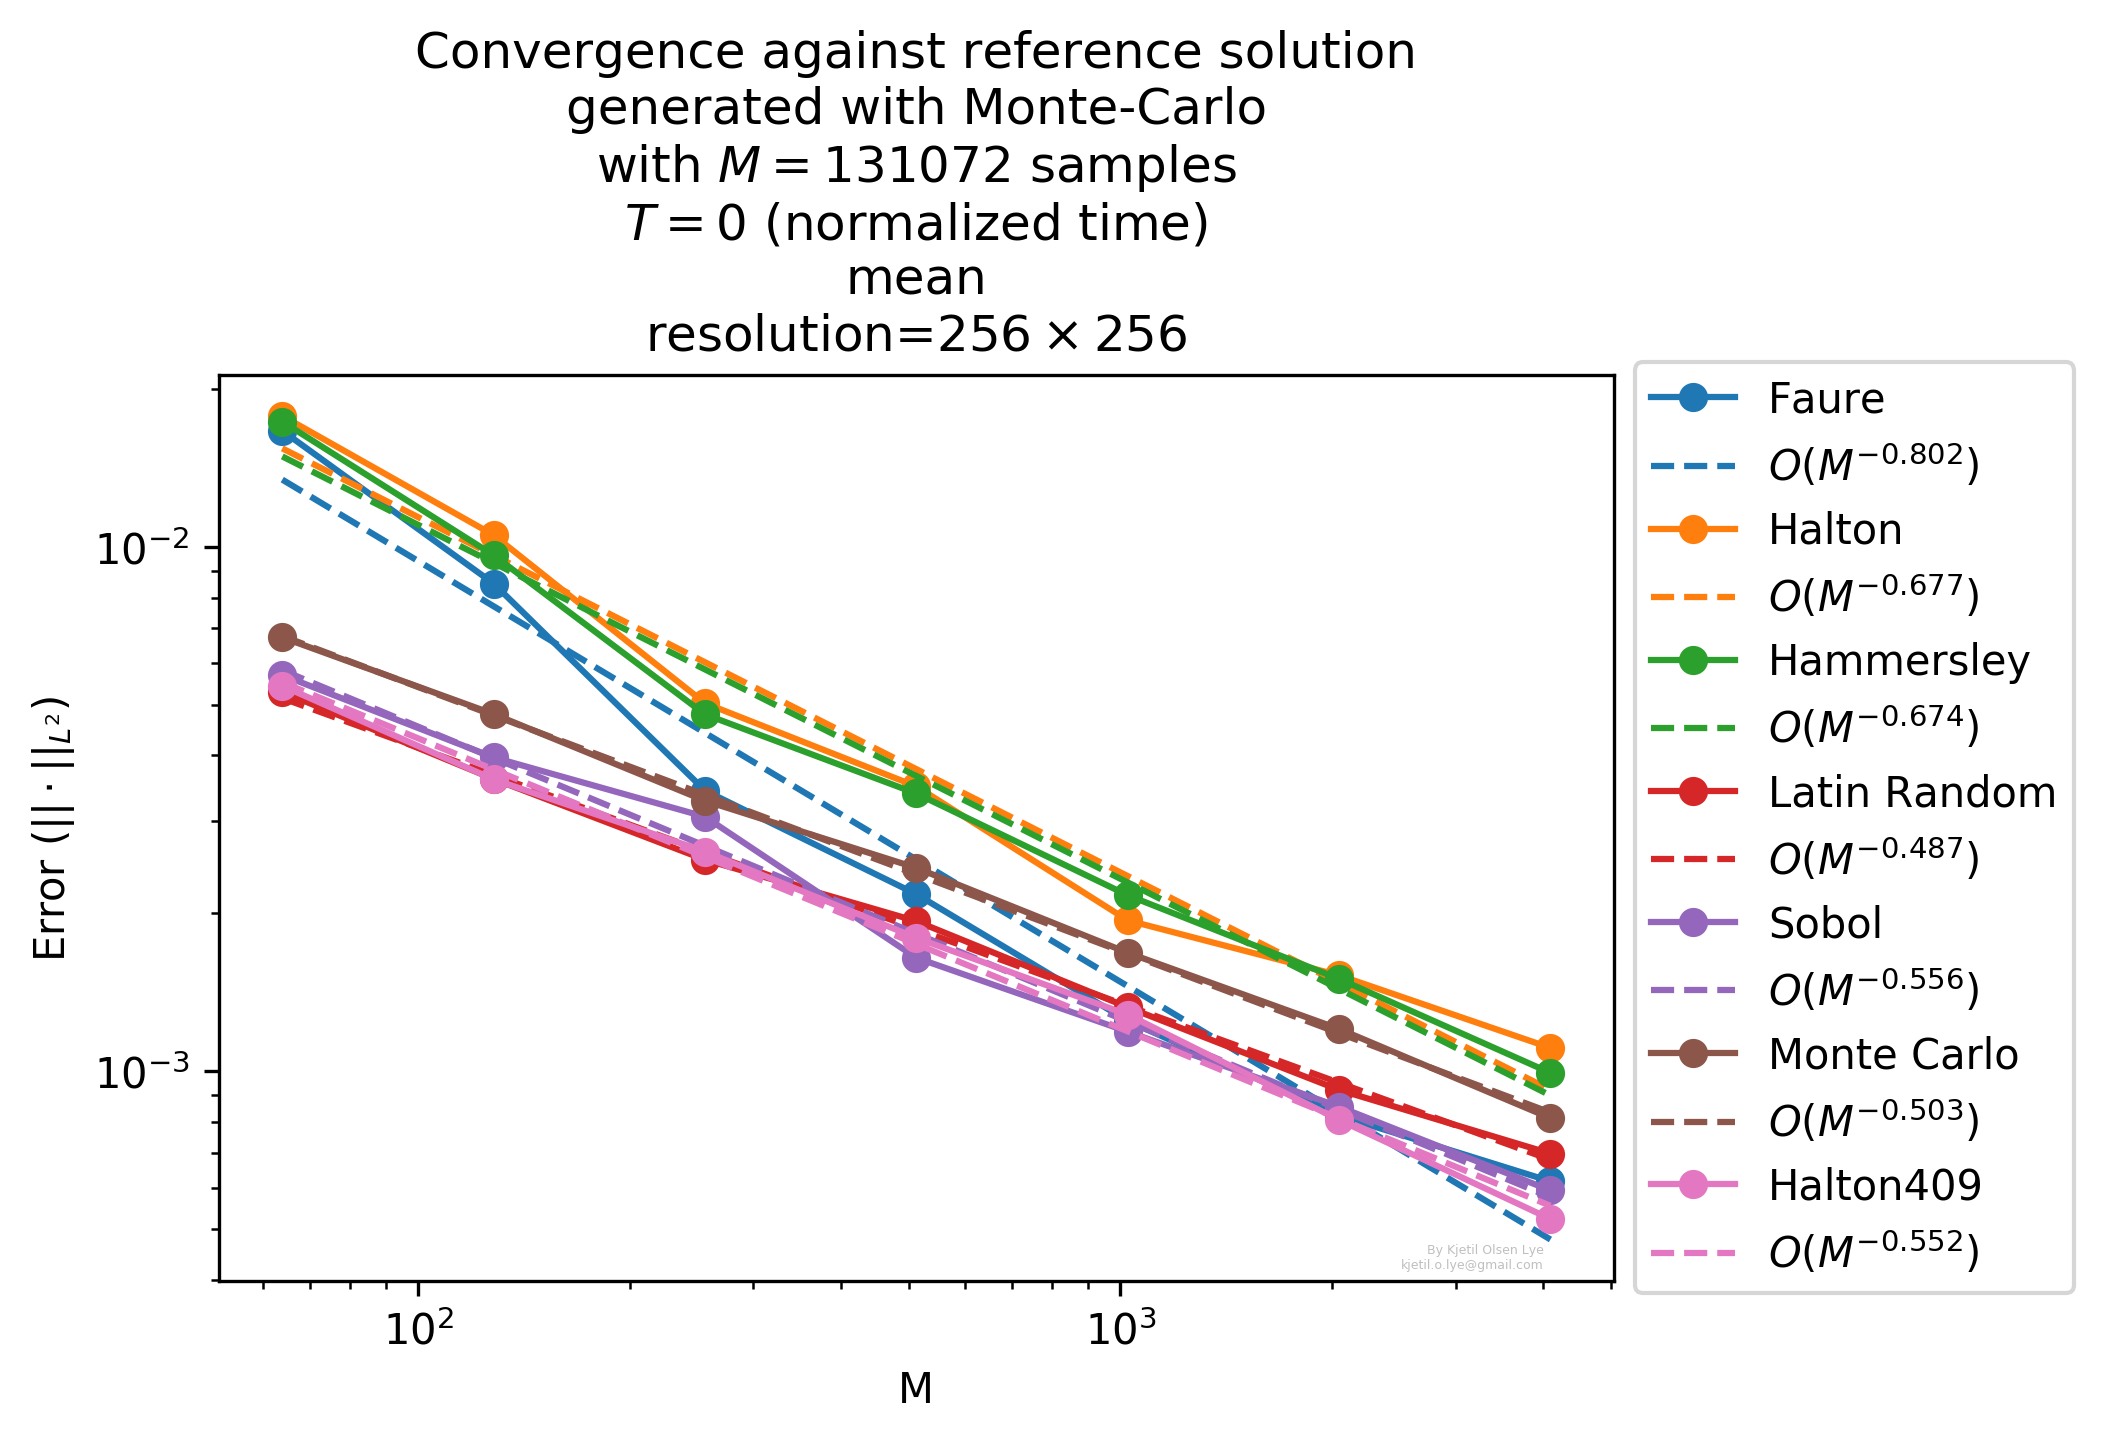 Convergence against reference solution
generated with Monte-Carlo
with M = 131072 samples
T = 0 (normalized time)
mean
resolution=256 × 256
Error (|| · ||_{L^2})
10^{-2}
10^{-3}
10^2
10^3
M
By Kjetil Olsen Lye
kjetil.o.lye@gmail.com
Faure
O(M^{-0.802})
Halton
O(M^{-0.677})
Hammersley
O(M^{-0.674})
Latin Random
O(M^{-0.487})
Sobol
O(M^{-0.556})
Monte Carlo
O(M^{-0.503})
Halton409
O(M^{-0.552})